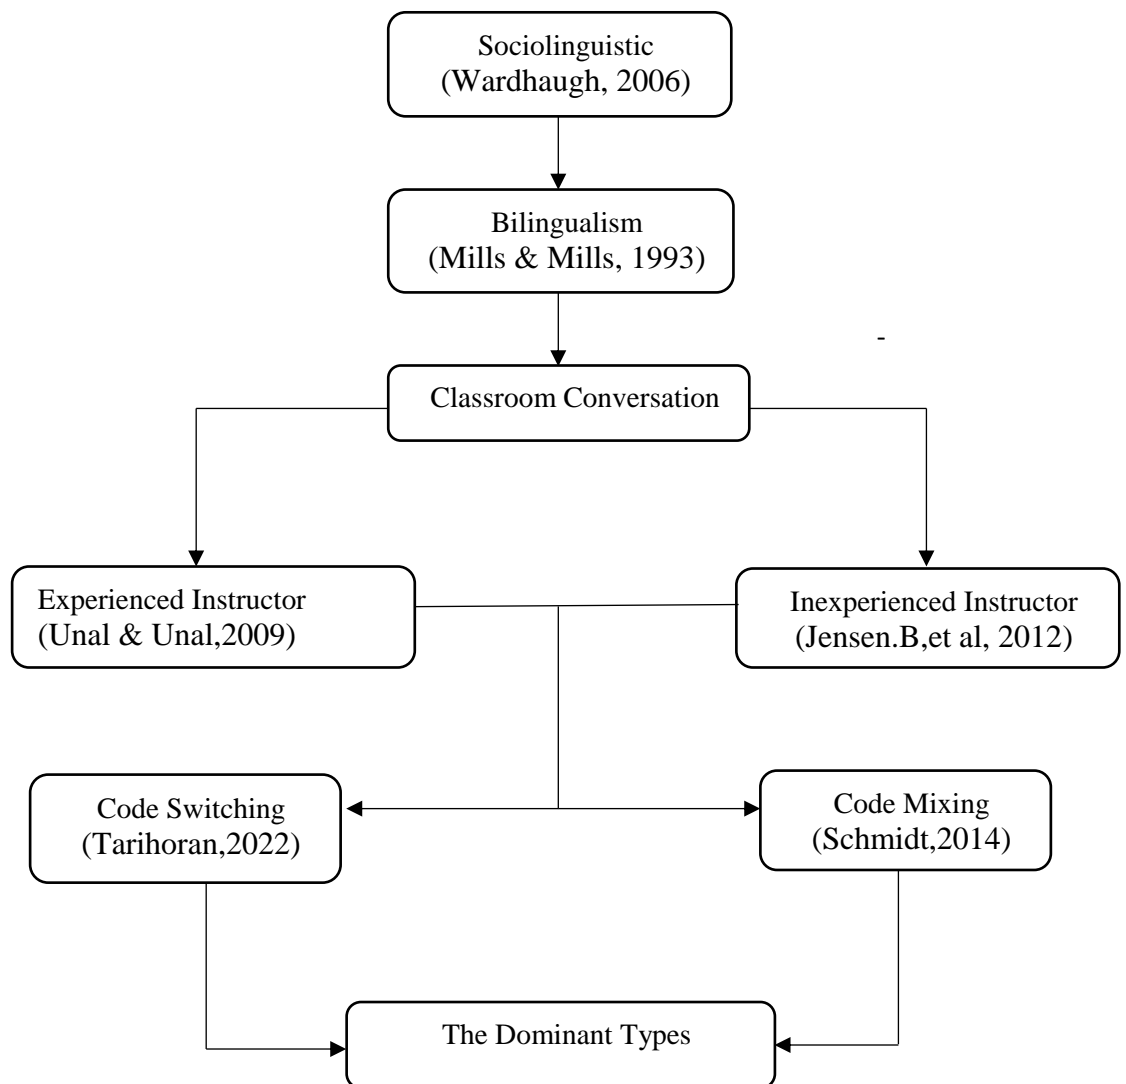 Sociolinguistic
(Wardhaugh, 2006)
Bilingualism
(Mills & Mills, 1993)
-
Classroom Conversation
Experienced Instructor
(Unal & Unal,2009)
Inexperienced Instructor
(Jensen.B,et al, 2012)
Code Switching
(Tarihoran,2022)
Code Mixing
(Schmidt,2014)
The Dominant Types